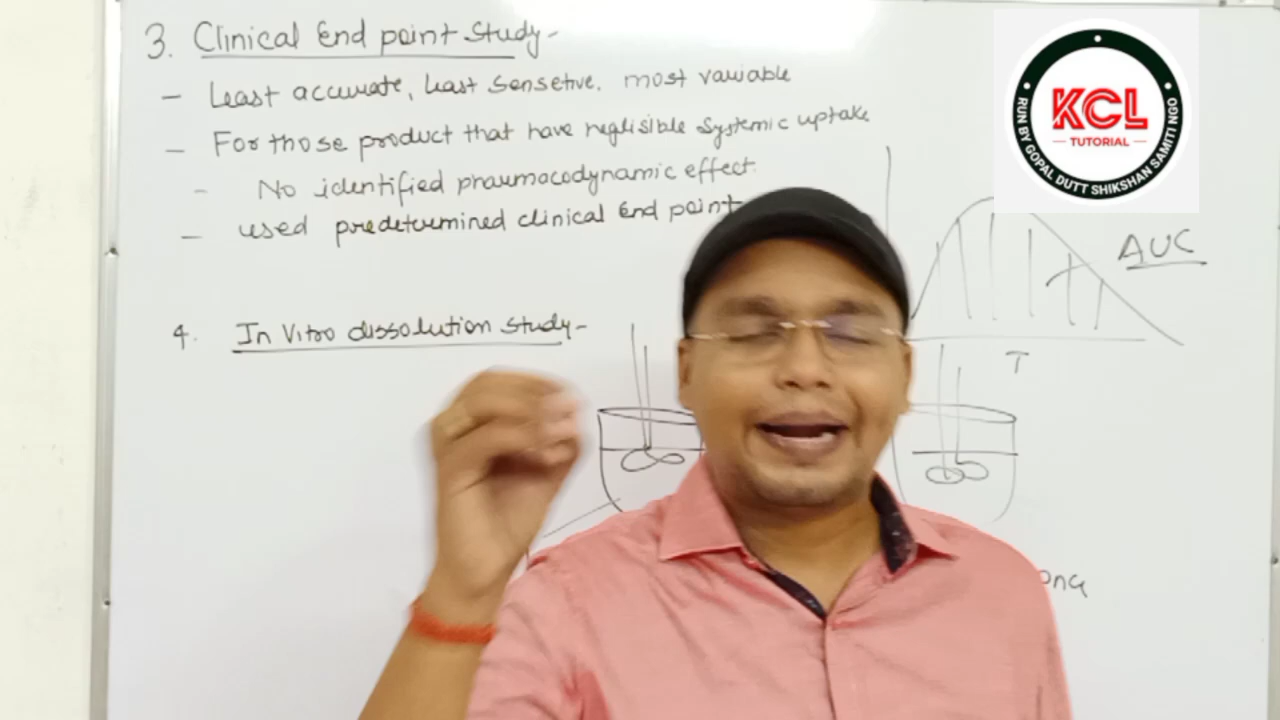 3. Clinical End point Study-
- Least accurate, least sensetive, most variable
- For those product that have neglisible systemic uptake
- No identified pharmacodynamic effect.
- used predetermined clinical End point
4. In Vitro dissolution study-
AUC
T
KCL
TUTORIAL
RUN BY GOPAL DUTT SHIKSHAN SAMITI NGO